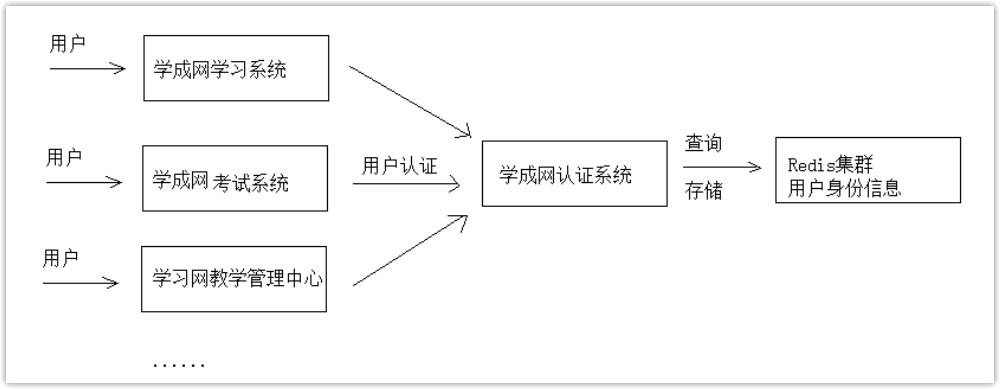 用户
学成网学习系统
用户
学成网 考试系统
用户认证
学成网认证系统
查询
存储
Redis集群
用户身份信息
用户
学习网教学管理中心
......